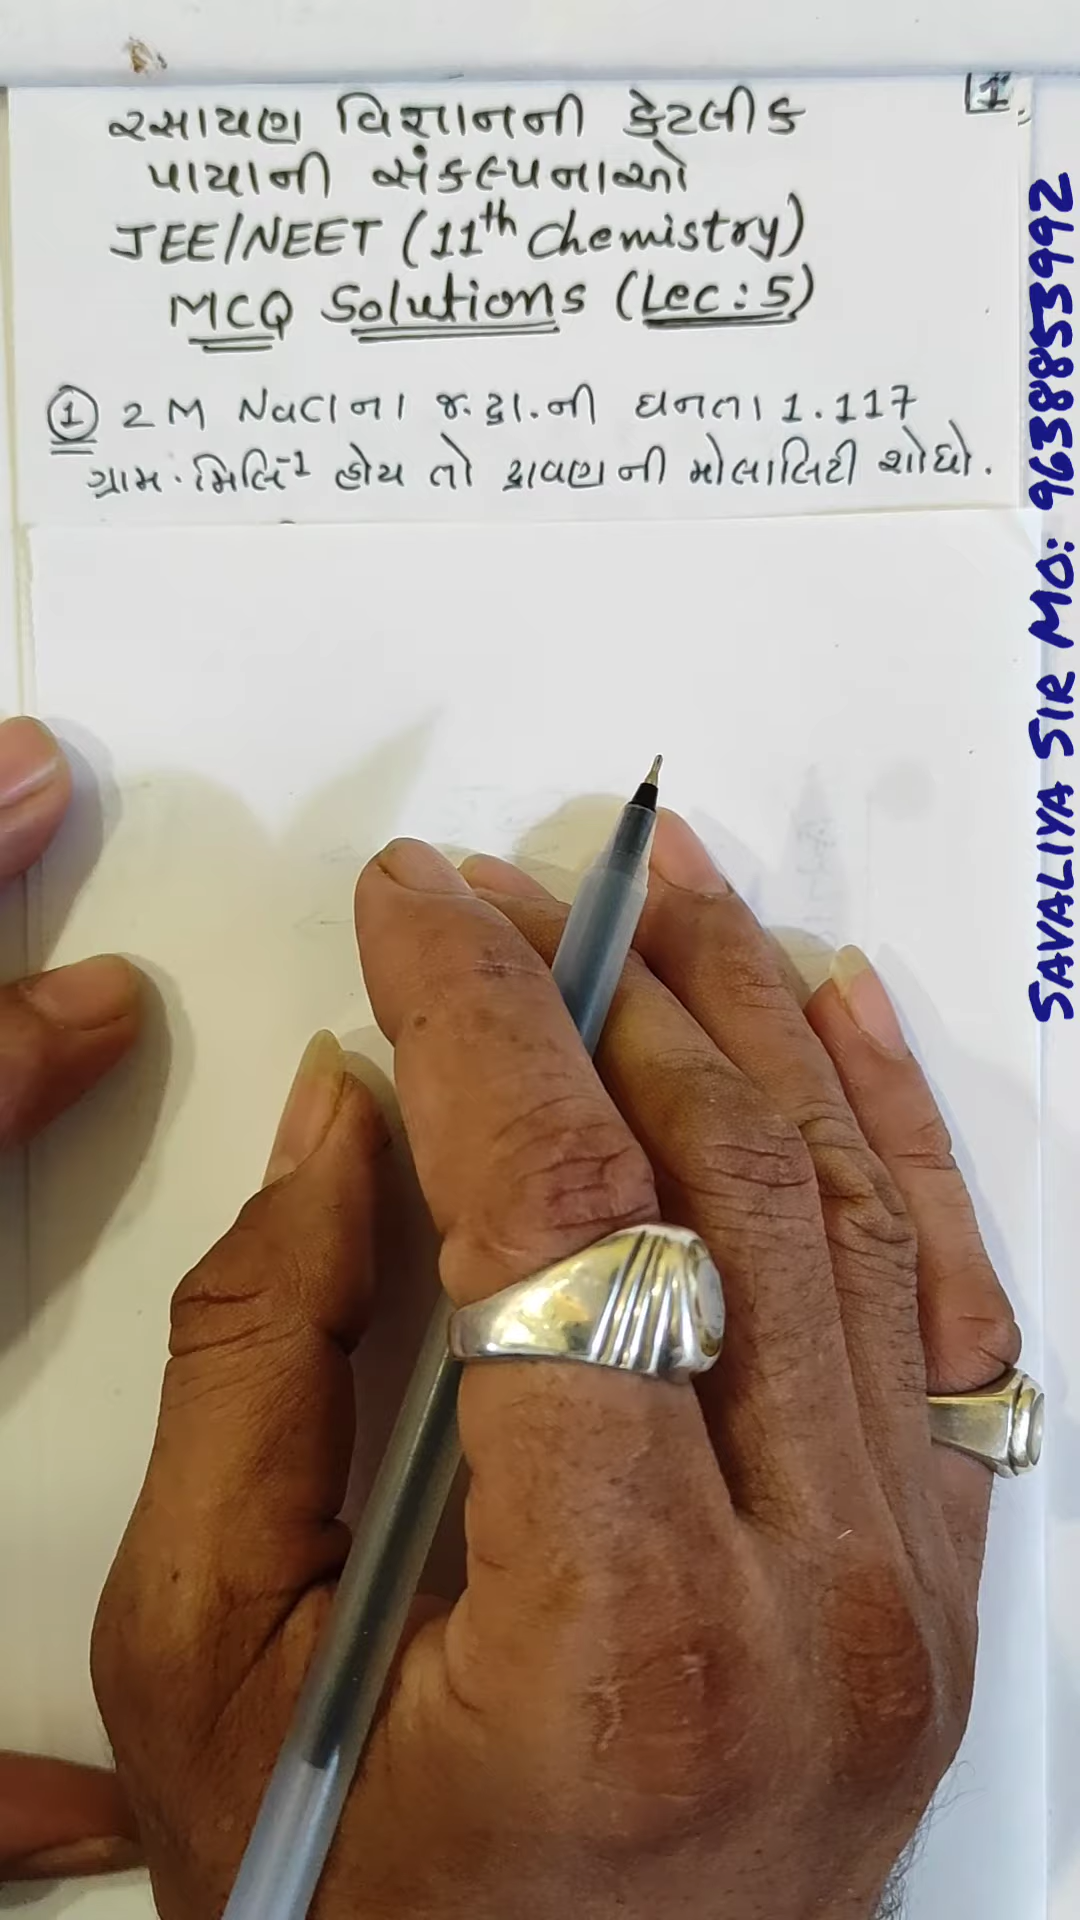 1
રસાયણ વિજ્ઞાનની કેટલીક
પાયાની સંકલ્પનાઓ
JEE/NEET (11th Chemistry)
MCQ Solutions (Lec: 5)
① 2M NaClના જ.દ્રા.ની ઘનતા 1.117
ગ્રામ.મિલિ⁻¹ હોય તો દ્રાવણની મોલાલિટી શોધો.
SAVALIYA SIR MO: 9638853992